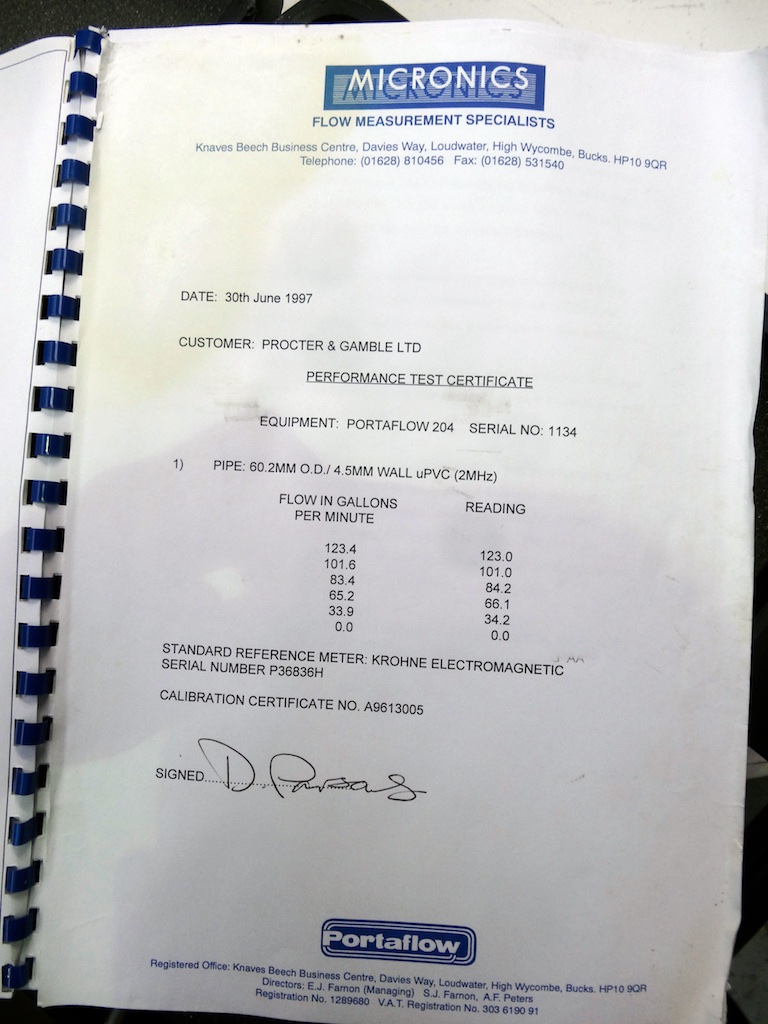 MICRONICS
FLOW MEASUREMENT SPECIALISTS
Knaves Beech Business Centre, Davies Way, Loudwater, High Wycombe, Bucks. HP10 9QR
Telephone: (01628) 810456 Fax: (01628) 531540
DATE: 30th June 1997
CUSTOMER: PROCTER & GAMBLE LTD
PERFORMANCE TEST CERTIFICATE
EQUIPMENT: PORTAFLOW 204 SERIAL NO: 1134
1) PIPE: 60.2MM O.D./ 4.5MM WALL uPVC (2MHz)
FLOW IN GALLONS READING
PER MINUTE
123.4 123.0
101.6 101.0
83.4 84.2
65.2 66.1
33.9 34.2
0.0 0.0
STANDARD REFERENCE METER: KROHNE ELECTROMAGNETIC
SERIAL NUMBER P36836H
CALIBRATION CERTIFICATE NO. A9613005
SIGNED D.
Portaflow
Registered Office: Knaves Beech Business Centre, Davies Way, Loudwater, High Wycombe, Bucks. HP10 9QR
Directors: E.J. Farnon (Managing) S.J. Farnon, A.F. Peters
Registration No. 1289680 V.A.T. Registration No. 303 6190 91